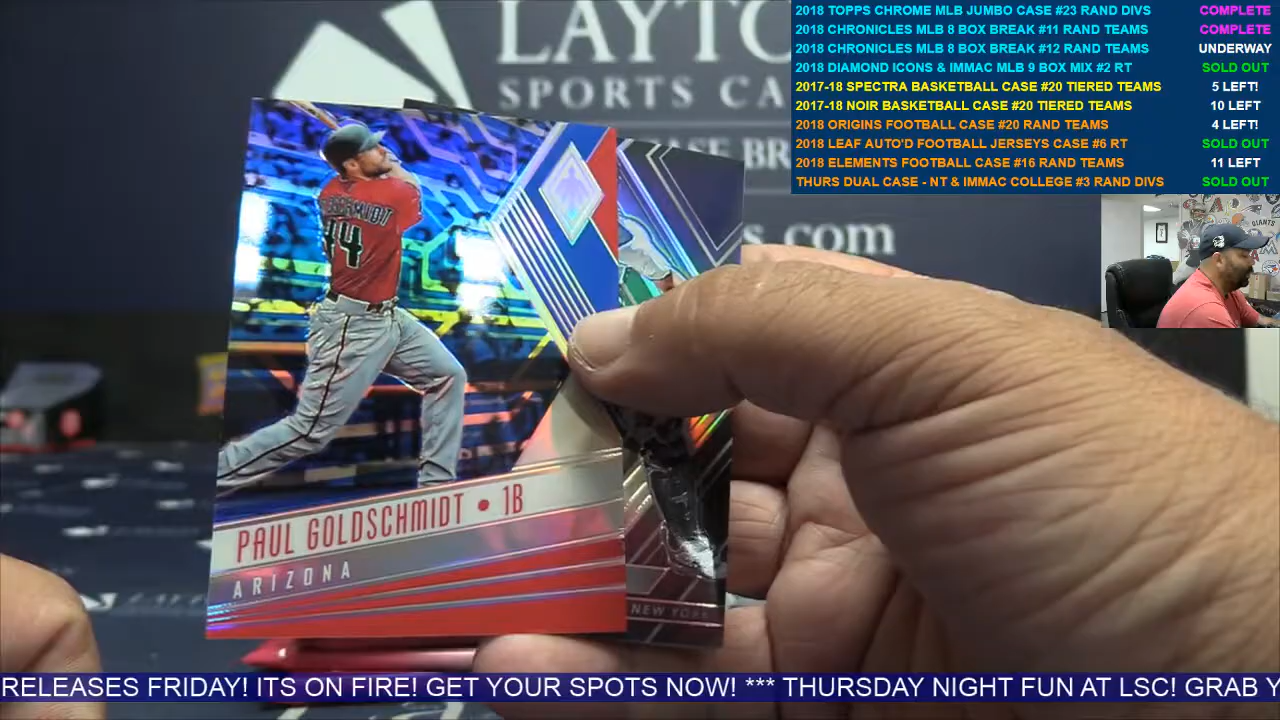 LAYTO
SPORTS CA
BR
s.com
2018 TOPPS CHROME MLB JUMBO CASE #23 RAND DIVS COMPLETE
2018 CHRONICLES MLB 8 BOX BREAK #11 RAND TEAMS COMPLETE
2018 CHRONICLES MLB 8 BOX BREAK #12 RAND TEAMS UNDERWAY
2018 DIAMOND ICONS & IMMAC MLB 9 BOX MIX #2 RT SOLD OUT
2017-18 SPECTRA BASKETBALL CASE #20 TIERED TEAMS 5 LEFT!
2017-18 NOIR BASKETBALL CASE #20 TIERED TEAMS 10 LEFT
2018 ORIGINS FOOTBALL CASE #20 RAND TEAMS 4 LEFT!
2018 LEAF AUTO'D FOOTBALL JERSEYS CASE #6 RT SOLD OUT
2018 ELEMENTS FOOTBALL CASE #16 RAND TEAMS 11 LEFT
THURS DUAL CASE - NT & IMMAC COLLEGE #3 RAND DIVS SOLD OUT
GIANTS
44
PAUL GOLDSCHMIDT • 1B
ARIZONA
NEW YORK
RELEASES FRIDAY! ITS ON FIRE! GET YOUR SPOTS NOW! *** THURSDAY NIGHT FUN AT LSC! GRAB Y